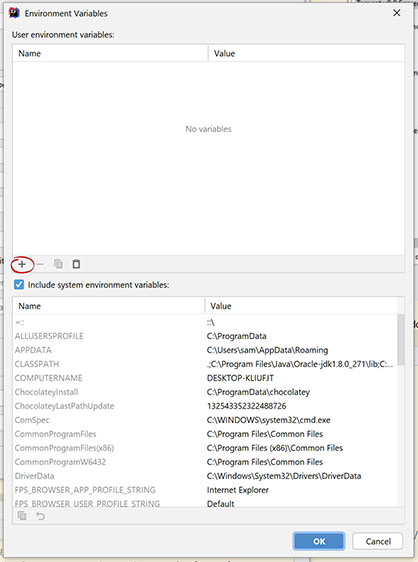 Environment Variables
User environment variables:
Name Value
No variables
Include system environment variables:
Name Value
=:: ::\
ALLUSERSPROFILE C:\ProgramData
APPDATA C:\Users\sam\AppData\Roaming
CLASSPATH .;C:\Program Files\Java\Oracle-jdk1.8.0_271\lib;C:...
COMPUTERNAME DESKTOP-KLIUFJT
ChocolateyInstall C:\ProgramData\chocolatey
ChocolateyLastPathUpdate 132543352322488726
ComSpec C:\WINDOWS\system32\cmd.exe
CommonProgramFiles C:\Program Files\Common Files
CommonProgramFiles(x86) C:\Program Files (x86)\Common Files
CommonProgramW6432 C:\Program Files\Common Files
DriverData C:\Windows\System32\Drivers\DriverData
FPS_BROWSER_APP_PROFILE_STRING Internet Explorer
FPS_BROWSER_USER_PROFILE_STRING Default
OK Cancel